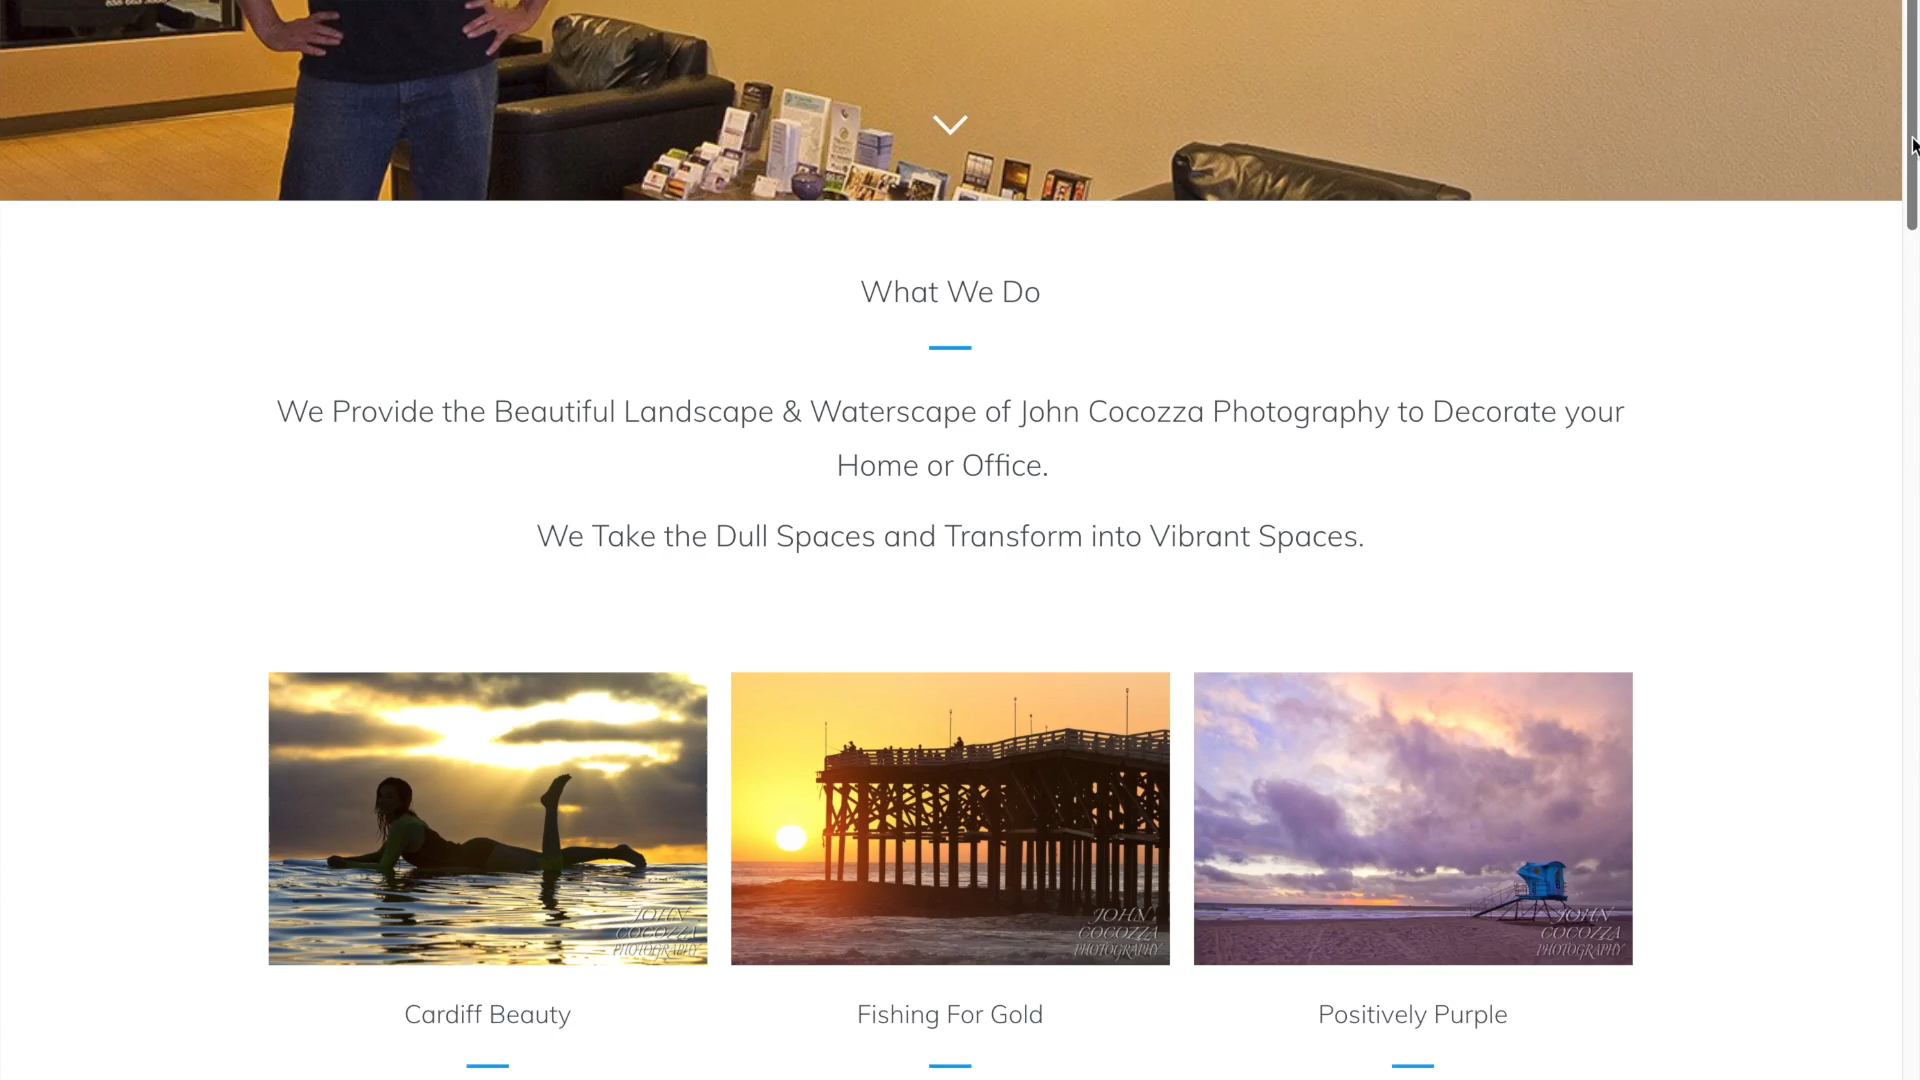 What We Do
We Provide the Beautiful Landscape & Waterscape of John Cocozza Photography to Decorate your
Home or Office.
We Take the Dull Spaces and Transform into Vibrant Spaces.
JOHN
COCOZZA
PHOTOGRAPHY
JOHN
COCOZZA
PHOTOGRAPHY
JOHN
COCOZZA
PHOTOGRAPHY
Cardiff Beauty
Fishing For Gold
Positively Purple